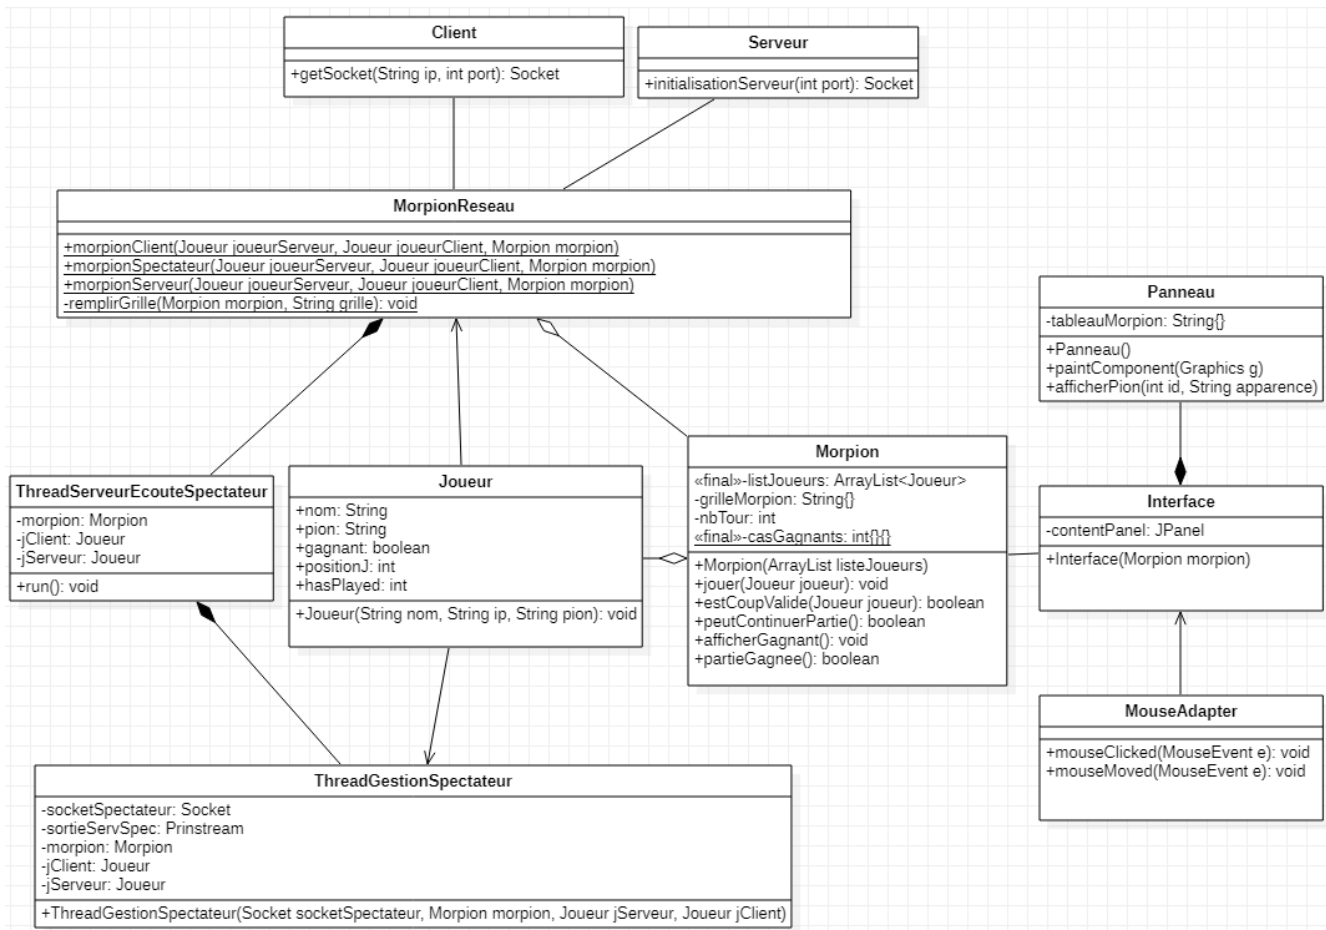 Client
+getSocket(String ip, int port): Socket
Serveur
+initialisationServeur(int port): Socket
MorpionReseau
+morpionClient(Joueur joueurServeur, Joueur joueurClient, Morpion morpion)
+morpionSpectateur(Joueur joueurServeur, Joueur joueurClient, Morpion morpion)
+morpionServeur(Joueur joueurServeur, Joueur joueurClient, Morpion morpion)
-remplirGrille(Morpion morpion, String grille): void
Panneau
-tableauMorpion: String{}
+Panneau()
+paintComponent(Graphics g)
+afficherPion(int id, String apparence)
ThreadServeurEcouteSpectateur
-morpion: Morpion
-jClient: Joueur
-jServeur: Joueur
+run(): void
Joueur
+nom: String
+pion: String
+gagnant: boolean
+positionJ: int
+hasPlayed: int
+Joueur(String nom, String ip, String pion): void
Morpion
«final»-listJoueurs: ArrayList<Joueur>
-grilleMorpion: String{}
-nbTour: int
«final»-casGagnants: int{}{}
+Morpion(ArrayList listeJoueurs)
+jouer(Joueur joueur): void
+estCoupValide(Joueur joueur): boolean
+peutContinuerPartie(): boolean
+afficherGagnant(): void
+partieGagnee(): boolean
Interface
-contentPanel: JPanel
+Interface(Morpion morpion)
MouseAdapter
+mouseClicked(MouseEvent e): void
+mouseMoved(MouseEvent e): void
ThreadGestionSpectateur
-socketSpectateur: Socket
-sortieServSpec: Prinstream
-morpion: Morpion
-jClient: Joueur
-jServeur: Joueur
+ThreadGestionSpectateur(Socket socketSpectateur, Morpion morpion, Joueur jServeur, Joueur jClient)